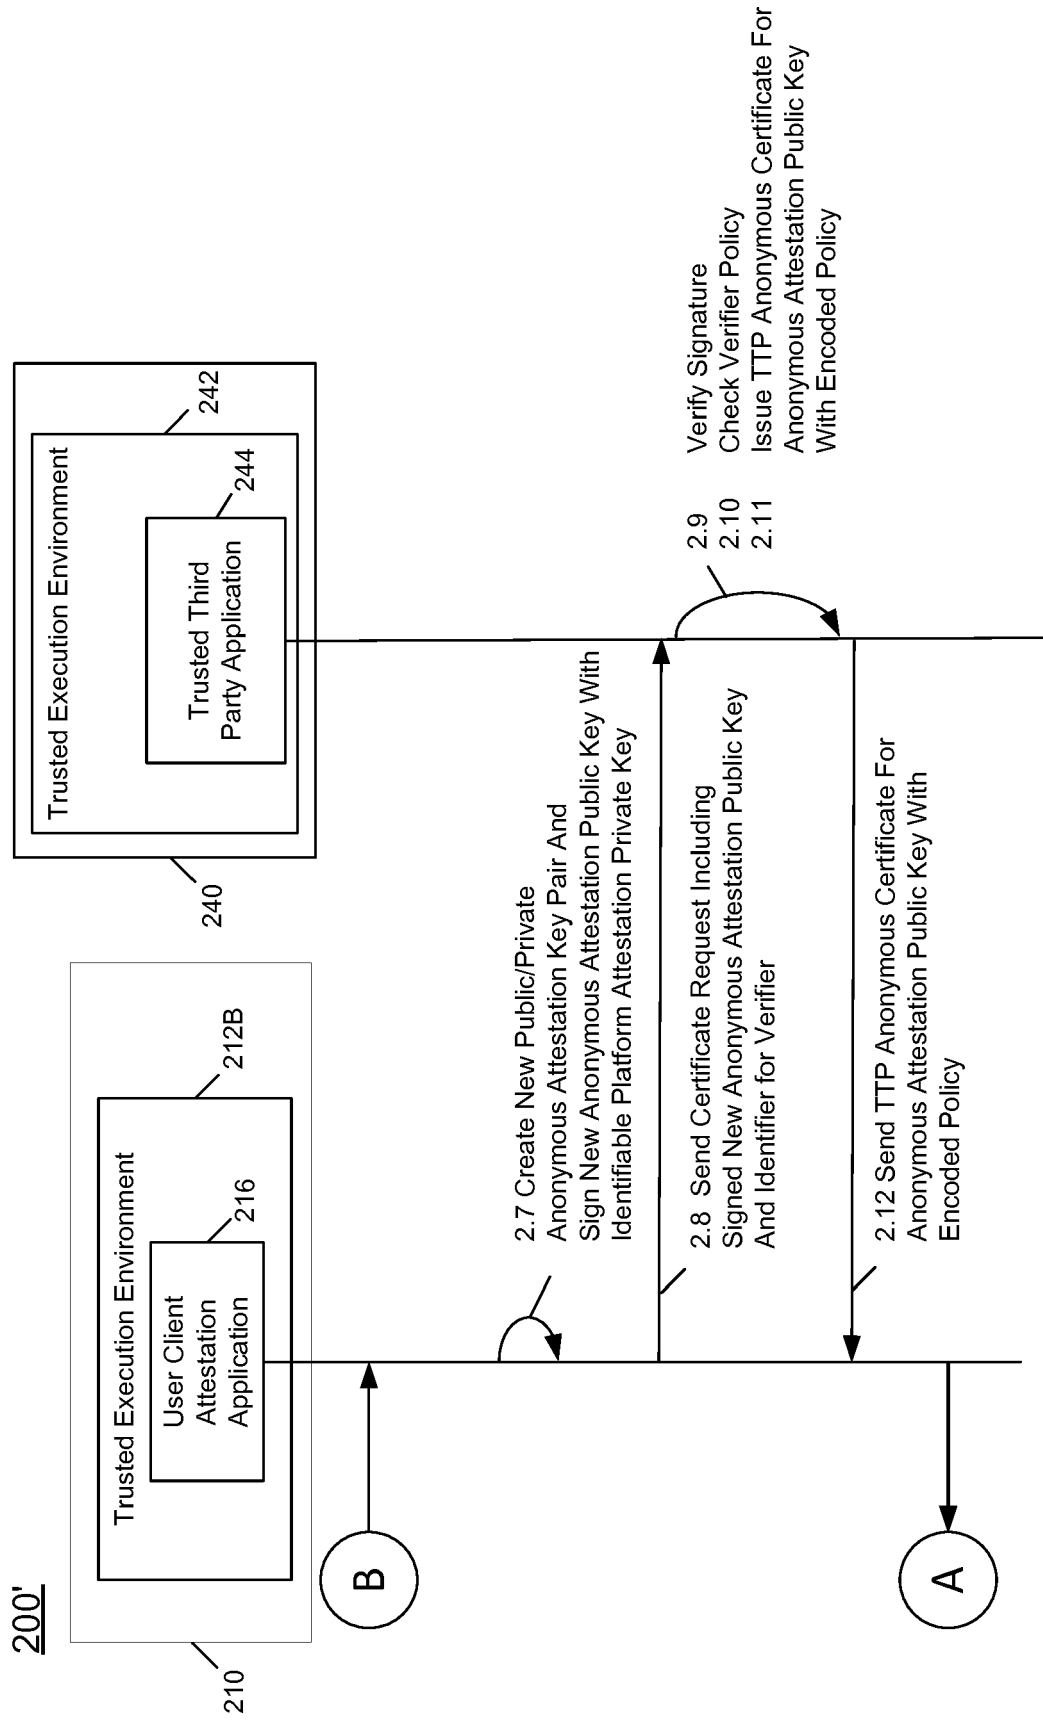 200'
210
Trusted Execution Environment
212B
User Client
Attestation
Application
216
240
Trusted Execution Environment
242
Trusted Third
Party Application
244
B
2.7 Create New Public/Private
Anonymous Attestation Key Pair And
Sign New Anonymous Attestation Public Key With
Identifiable Platform Attestation Private Key
2.8 Send Certificate Request Including
Signed New Anonymous Attestation Public Key
And Identifier for Verifier
2.9 Verify Signature
2.10 Check Verifier Policy
2.11 Issue TTP Anonymous Certificate For
Anonymous Attestation Public Key
With Encoded Policy
2.12 Send TTP Anonymous Certificate For
Anonymous Attestation Public Key With
Encoded Policy
A